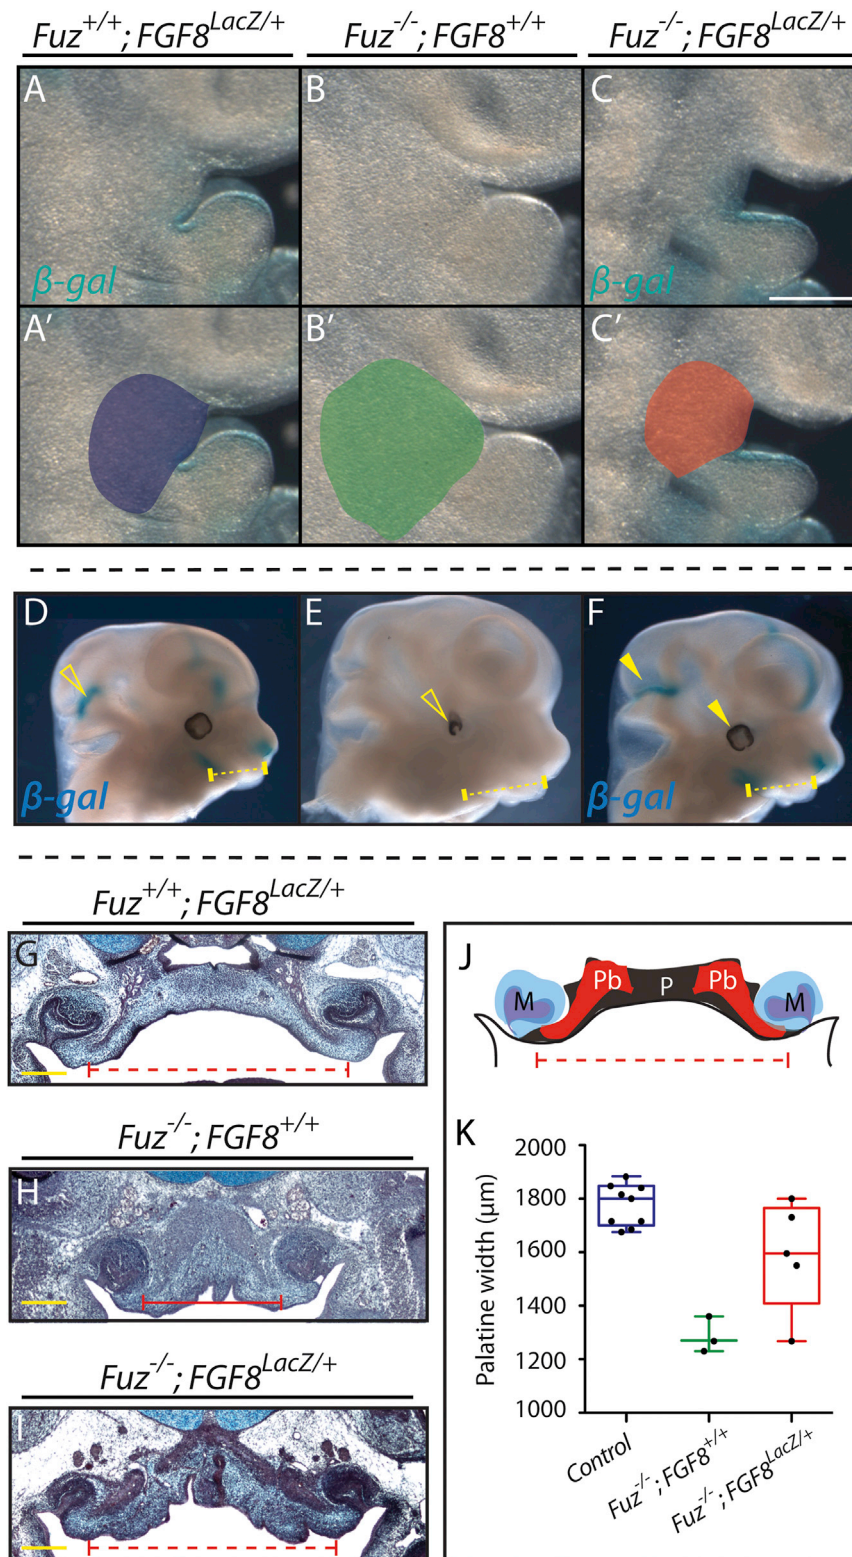 Fuz+/+; FGF8LacZ/+ Fuz-/-; FGF8+/+ Fuz-/-; FGF8LacZ/+
A B C
β-gal β-gal
A′ B′ C′
D E F
β-gal β-gal
Fuz+/+; FGF8LacZ/+
G
Fuz-/-; FGF8+/+
H
Fuz-/-; FGF8LacZ/+
I
J
Pb P Pb
M M
K
Palatine width (μm)
2000
1800
1600
1400
1200
1000
Control
Fuz-/-; FGF8+/+
Fuz-/-; FGF8LacZ/+